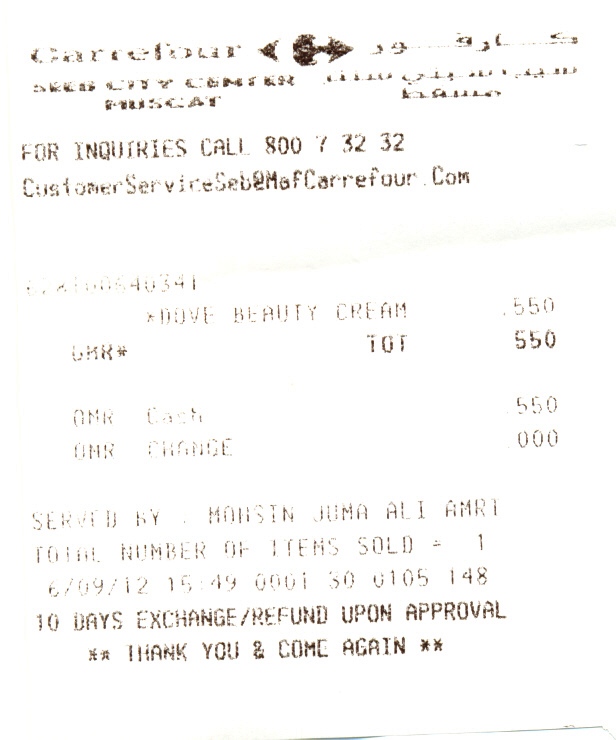 Carrefour كارفور
SEEB CITY CENTER
MUSCAT مسقط
FOR INQUIRIES CALL 800 7 32 32
CustomerServiceSeb@MafCarrefour.Com
*DOVE BEAUTY CREAM .550
OMR* TOT 550
OMR Cash .550
OMR CHANGE .000
SERVED BY : MOHSIN JUMA ALI AMRI
TOTAL NUMBER OF ITEMS SOLD = 1
6/09/12 15:49 0001 30 0105 148
10 DAYS EXCHANGE/REFUND UPON APPROVAL
** THANK YOU & COME AGAIN **